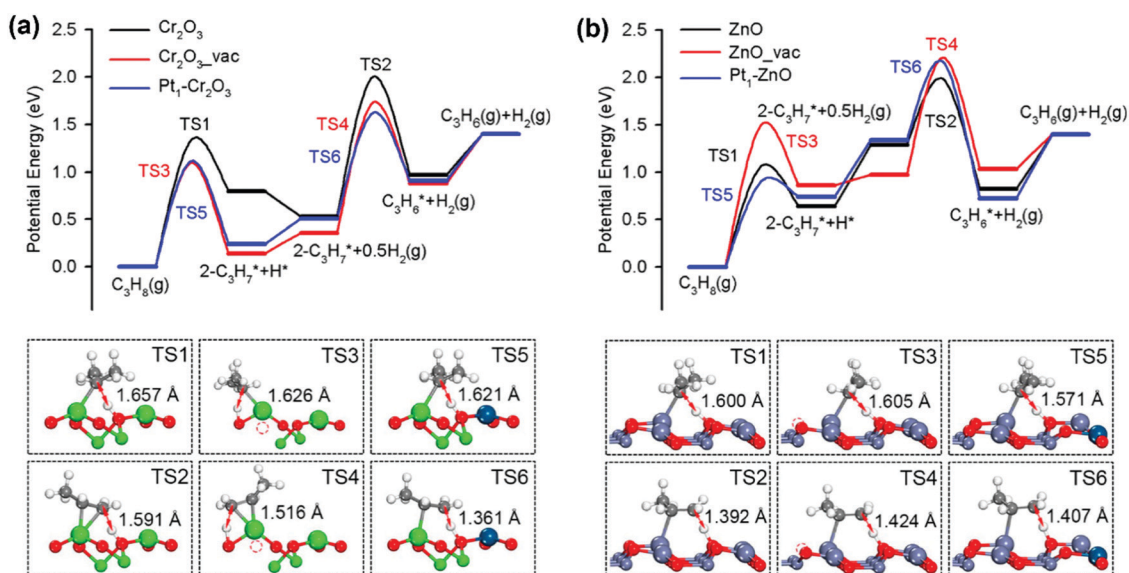 (a)
Cr₂O₃
Cr₂O₃_vac
Pt₁-Cr₂O₃
Potential Energy (eV)
2.5
2.0
1.5
1.0
0.5
0.0
TS1
TS3
TS5
TS2
TS4
TS6
C₃H₈(g)
2-C₃H₇*+H*
2-C₃H₇*+0.5H₂(g)
C₃H₆*+H₂(g)
C₃H₆(g)+H₂(g)
(b)
ZnO
ZnO_vac
Pt₁-ZnO
Potential Energy (eV)
2.5
2.0
1.5
1.0
0.5
0.0
TS1
TS3
TS5
TS4
TS6
TS2
2-C₃H₇*+0.5H₂(g)
C₃H₈(g)
2-C₃H₇*+H*
C₃H₆*+H₂(g)
C₃H₆(g)+H₂(g)
TS1
1.657 Å
TS3
1.626 Å
TS5
1.621 Å
TS2
1.591 Å
TS4
1.516 Å
TS6
1.361 Å
TS1
1.600 Å
TS3
1.605 Å
TS5
1.571 Å
TS2
1.392 Å
TS4
1.424 Å
TS6
1.407 Å